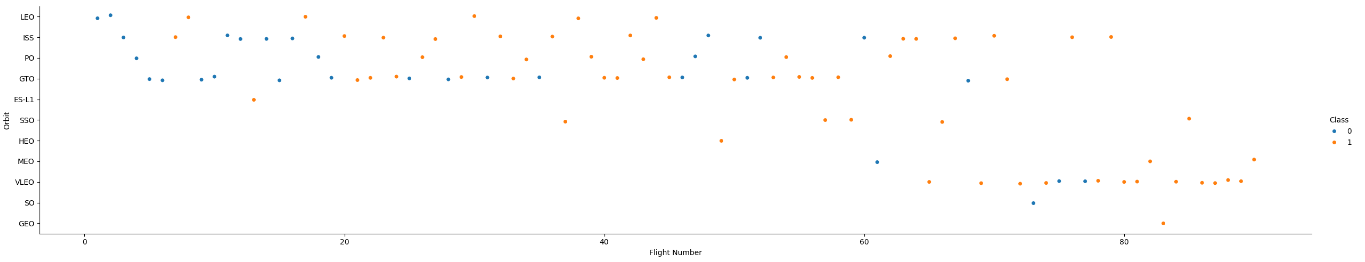 LEO
ISS
PO
GTO
ES-L1
SSO
HEO
MEO
VLEO
SO
GEO
Orbit
0 20 40 60 80
Flight Number
Class
0
1